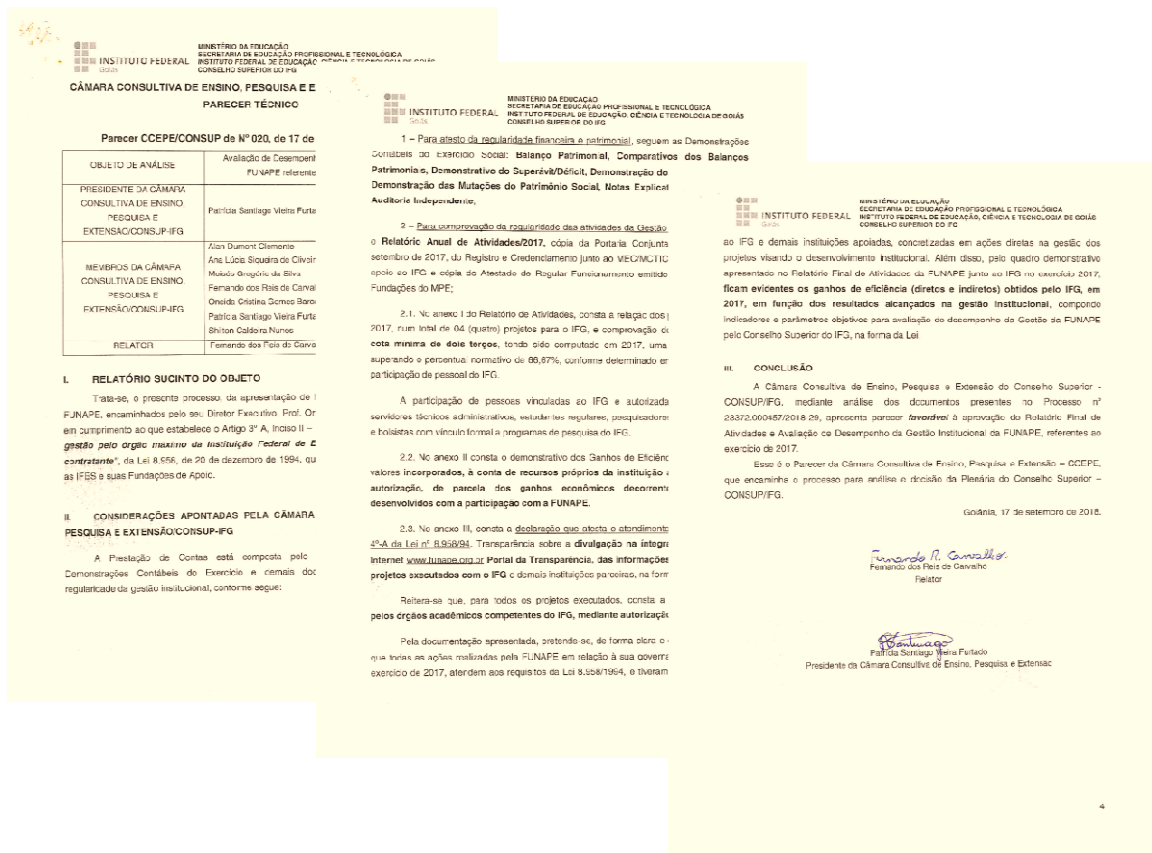 INSTITUTO FEDERAL
Goiás
MINISTÉRIO DA EDUCAÇÃO
SECRETARIA DE EDUCAÇÃO PROFISSIONAL E TECNOLÓGICA
INSTITUTO FEDERAL DE EDUCAÇÃO, CIÊNCIA E TECNOLOGIA DE GOIÁS
CONSELHO SUPERIOR DO IFG
CÂMARA CONSULTIVA DE ENSINO, PESQUISA E E
PARECER TÉCNICO
Parecer CCEPE/CONSUP de Nº 020, de 17 de
OBJETO DE ANÁLISE
Avaliação de Desempen
FUNAPE referente
PRESIDENTE DA CÂMARA
CONSULTIVA DE ENSINO,
PESQUISA E
EXTENSÃO/CONSUP-IFG
Patrícia Santiago Vieira Furta
MEMBROS DA CÂMARA
CONSULTIVA DE ENSINO,
PESQUISA E
EXTENSÃO/CONSUP-IFG
Alan Dumont Clemente
Ana Lúcia Siqueira de Oliveir
Moisés Gregório da Silva
Fernando dos Reis de Carval
Oneida Cristina Gomes Barce
Patrícia Santiago Vieira Furta
Shilton Caldeira Nunes
RELATOR
Fernando dos Reis de Carva
I. RELATÓRIO SUCINTO DO OBJETO
Trata-se, o presente processo, da apresentação de
FUNAPE, encaminhados pelo seu Diretor Executivo, Prof. Or
em cumprimento ao que estabelece o Artigo 3º A, Inciso II –
gestão pelo órgão máximo da Instituição Federal de E
contratante", da Lei 8.958, de 20 de dezembro de 1994, qu
as IFES e suas Fundações de Apoio.
II. CONSIDERAÇÕES APONTADAS PELA CÂMARA
PESQUISA E EXTENSÃO/CONSUP-IFG
A Prestação de Contas está composta pelo
Demonstrações Contábeis do Exercício e demais doc
regularidade da gestão institucional, conforme segue:
INSTITUTO FEDERAL
Goiás
MINISTÉRIO DA EDUCAÇÃO
SECRETARIA DE EDUCAÇÃO PROFISSIONAL E TECNOLÓGICA
INSTITUTO FEDERAL DE EDUCAÇÃO, CIÊNCIA E TECNOLOGIA DE GOIÁS
CONSELHO SUPERIOR DO IFG
1 – Para atesto da regularidade financeira e patrimonial, seguem as Demonstrações
Contábeis do Exercício Social: Balanço Patrimonial, Comparativos dos Balanços
Patrimoniais, Demonstrativo do Superávit/Déficit, Demonstração do
Demonstração das Mutações do Patrimônio Social, Notas Explicat
Auditoria Independente;
2 – Para comprovação da regularidade das atividades da Gestão
o Relatório Anual de Atividades/2017, cópia da Portaria Conjunta
setembro de 2017, do Registro e Credenciamento junto ao MEC/MCTIC
apoio ao IFG e cópia do Atestado de Regular Funcionamento emitido
Fundações do MPE;
2.1. No anexo I do Relatório de Atividades, consta a relação dos
2017, num total de 04 (quatro) projetos para o IFG, e comprovação d
cota mínima de dois terços, tendo sido computado em 2017, uma
superando o percentual normativo de 66,67%, conforme determinado em
participação de pessoal do IFG.
A participação de pessoas vinculadas ao IFG e autorizada
servidores técnicos administrativos, estudantes regulares, pesquisadores
e bolsistas com vínculo formal a programas de pesquisa do IFG.
2.2. No anexo II consta o demonstrativo dos Ganhos de Eficiênc
valores incorporados, à conta de recursos próprios da instituição a
autorização, de parcela dos ganhos econômicos decorrente
desenvolvidos com a participação com a FUNAPE.
2.3. No anexo III, consta a declaração que atesta o atendimento
4º-A da Lei nº 8.958/94. Transparência sobre a divulgação na íntegra
Internet www.funape.org.br Portal da Transparência, das informações
projetos executados com o IFG e demais instituições parceiras, na form
Reitera-se que, para todos os projetos executados, consta a
pelos órgãos acadêmicos competentes do IFG, mediante autorização
Pela documentação apresentada, pretende-se, de forma clara e
que todas as ações realizadas pela FUNAPE em relação à sua governa
exercício de 2017, atendem aos requisitos da Lei 8.958/1994, e tiveram
INSTITUTO FEDERAL
Goiás
MINISTÉRIO DA EDUCAÇÃO
SECRETARIA DE EDUCAÇÃO PROFISSIONAL E TECNOLÓGICA
INSTITUTO FEDERAL DE EDUCAÇÃO, CIÊNCIA E TECNOLOGIA DE GOIÁS
CONSELHO SUPERIOR DO IFG
ao IFG e demais instituições apoiadas, concretizadas em ações diretas na gestão dos
projetos visando o desenvolvimento institucional. Além disso, pelo quadro demonstrativo
apresentado no Relatório Final de Atividades da FUNAPE junto ao IFG no exercício 2017,
ficam evidentes os ganhos de eficiência (diretos e indiretos) obtidos pelo IFG, em
2017, em função dos resultados alcançados na gestão Institucional, compondo
indicadores e parâmetros objetivos para avaliação de desempenho da Gestão da FUNAPE
pelo Conselho Superior do IFG, na forma da Lei
III. CONCLUSÃO
A Câmara Consultiva de Ensino, Pesquisa e Extensão do Conselho Superior -
CONSUP/IFG, mediante análise dos documentos presentes no Processo nº
23372.000457/2018-29, apresenta parecer favorável à aprovação do Relatório Final de
Atividades e Avaliação de Desempenho da Gestão Institucional da FUNAPE, referentes ao
exercício de 2017.
Esse é o Parecer da Câmara Consultiva de Ensino, Pesquisa e Extensão – CCEPE,
que encaminha o processo para análise e decisão da Plenária do Conselho Superior –
CONSUP/IFG.
Goiânia, 17 de setembro de 2018.
Fernando R. Carvalho.
Fernando dos Reis de Carvalho
Relator
PSantiago
Patrícia Santiago Vieira Furtado
Presidente da Câmara Consultiva de Ensino, Pesquisa e Extensão
4